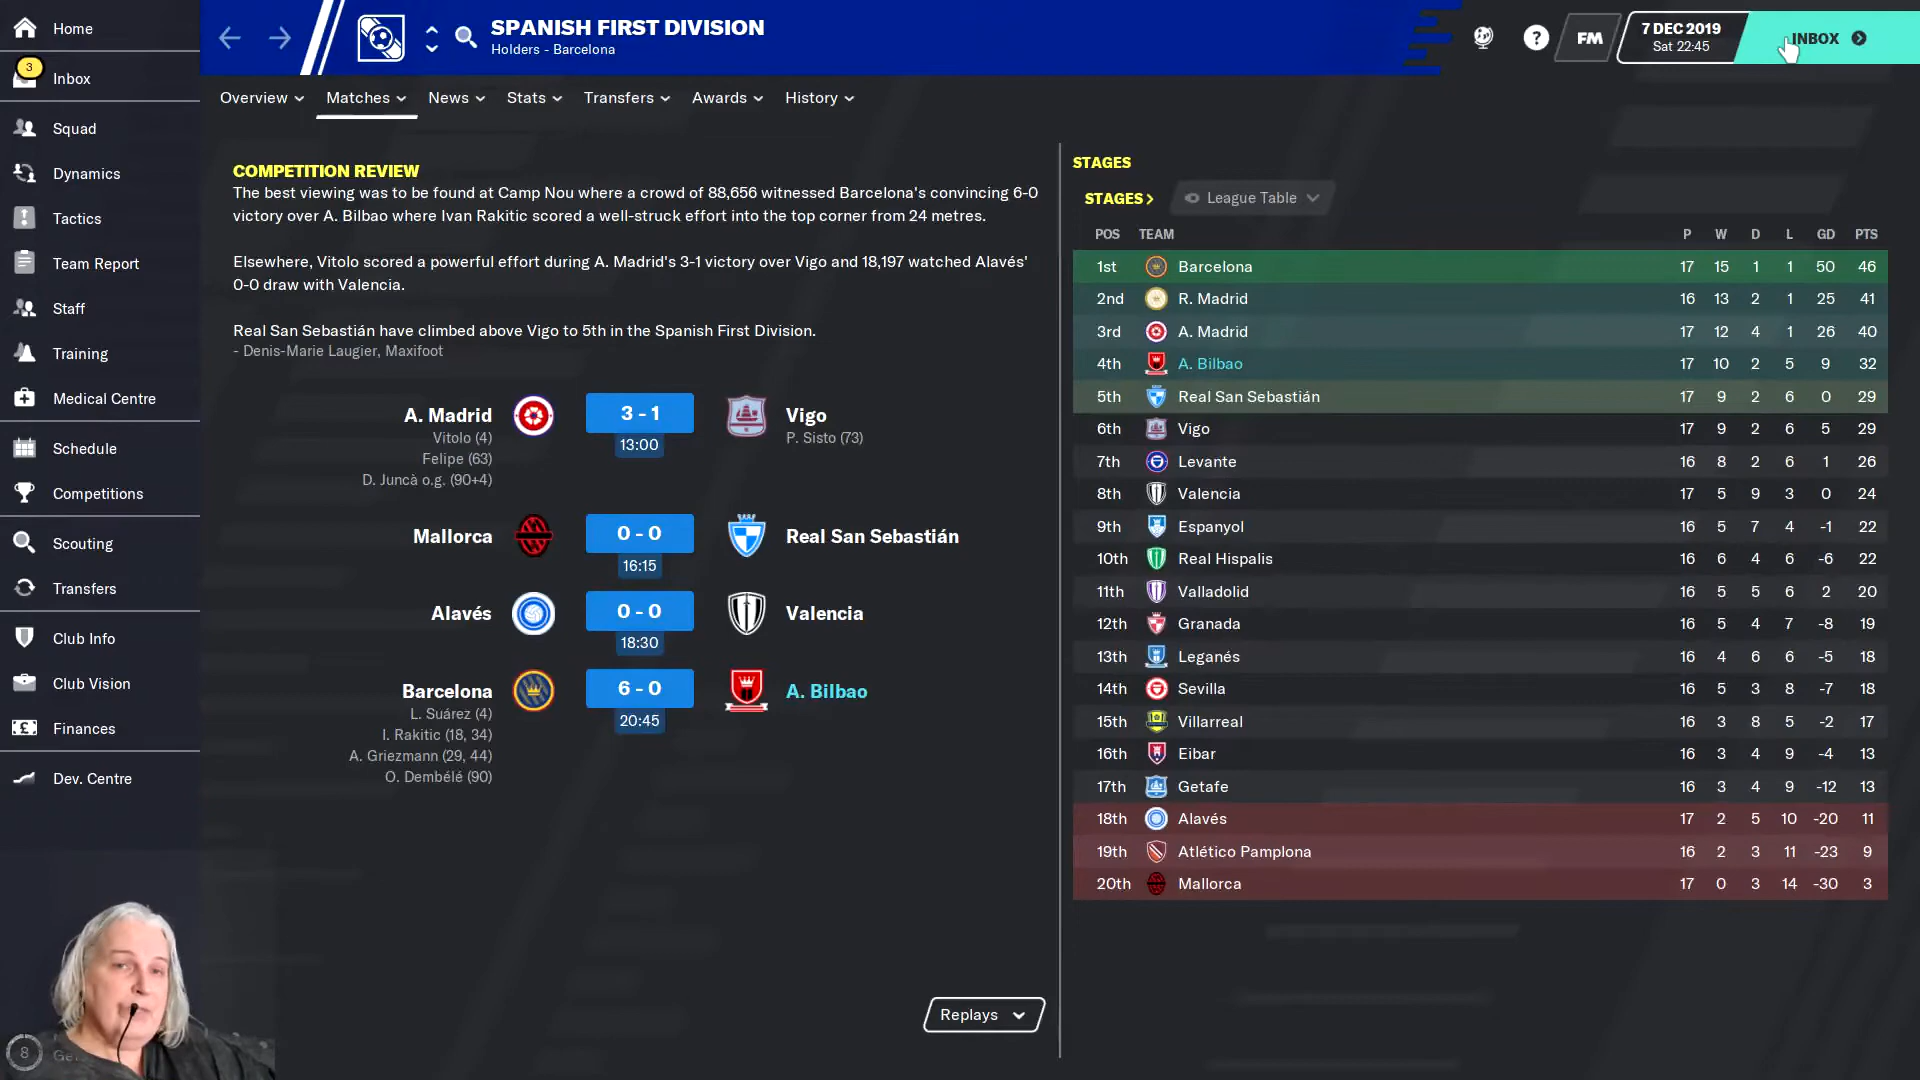 Home
3
Inbox
Squad
Dynamics
Tactics
Team Report
Staff
Training
Medical Centre
Schedule
Competitions
Scouting
Transfers
Club Info
Club Vision
Finances
Dev. Centre
8
SPANISH FIRST DIVISION
Holders - Barcelona
?
FM
7 DEC 2019
Sat 22:45
INBOX
Overview
Matches
News
Stats
Transfers
Awards
History
COMPETITION REVIEW
The best viewing was to be found at Camp Nou where a crowd of 88,656 witnessed Barcelona's convincing 6-0
victory over A. Bilbao where Ivan Rakitic scored a well-struck effort into the top corner from 24 metres.
Elsewhere, Vitolo scored a powerful effort during A. Madrid's 3-1 victory over Vigo and 18,197 watched Alavés'
0-0 draw with Valencia.
Real San Sebastián have climbed above Vigo to 5th in the Spanish First Division.
- Denis-Marie Laugier, Maxifoot
A. Madrid 3 - 1 Vigo
Vitolo (4) 13:00 P. Sisto (73)
Felipe (63)
D. Juncà o.g. (90+4)
Mallorca 0 - 0 Real San Sebastián
16:15
Alavés 0 - 0 Valencia
18:30
Barcelona 6 - 0 A. Bilbao
L. Suárez (4) 20:45
I. Rakitic (18, 34)
A. Griezmann (29, 44)
O. Dembélé (90)
Replays
STAGES
STAGES> League Table
POS TEAM P W D L GD PTS
1st Barcelona 17 15 1 1 50 46
2nd R. Madrid 16 13 2 1 25 41
3rd A. Madrid 17 12 4 1 26 40
4th A. Bilbao 17 10 2 5 9 32
5th Real San Sebastián 17 9 2 6 0 29
6th Vigo 17 9 2 6 5 29
7th Levante 16 8 2 6 1 26
8th Valencia 17 5 9 3 0 24
9th Espanyol 16 5 7 4 -1 22
10th Real Hispalis 16 6 4 6 -6 22
11th Valladolid 16 5 5 6 2 20
12th Granada 16 5 4 7 -8 19
13th Leganés 16 4 6 6 -5 18
14th Sevilla 16 5 3 8 -7 18
15th Villarreal 16 3 8 5 -2 17
16th Eibar 16 3 4 9 -4 13
17th Getafe 16 3 4 9 -12 13
18th Alavés 17 2 5 10 -20 11
19th Atlético Pamplona 16 2 3 11 -23 9
20th Mallorca 17 0 3 14 -30 3